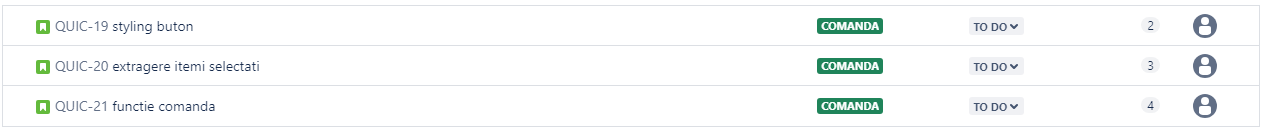 QUIC-19 styling buton COMANDA TO DO 2
QUIC-20 extragere itemi selectati COMANDA TO DO 3
QUIC-21 functie comanda COMANDA TO DO 4